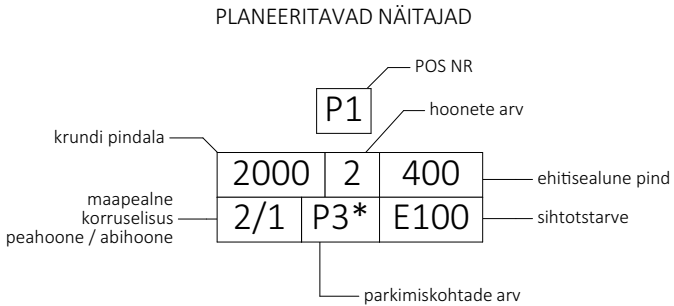 PLANEERITAVAD NÄITAJAD
POS NR
P1
hoonete arv
krundi pindala
2000 2 400
ehitisealune pind
maapealne
korruselisus
peahoone / abihoone
2/1 P3* E100
sihtotstarve
parkimiskohtade arv